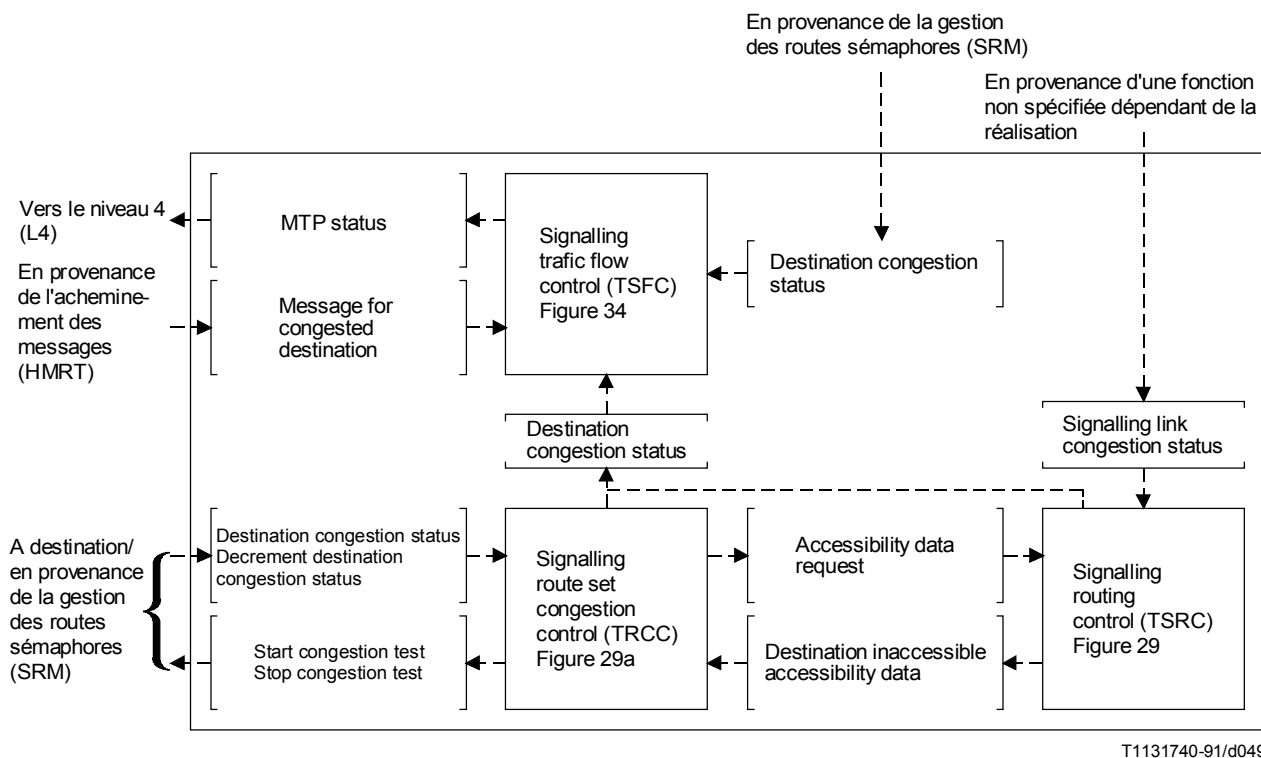 En provenance de la gestion
des routes sémaphores (SRM)
En provenance d'une fonction
non spécifiée dépendant de la
réalisation
Vers le niveau 4
(L4)
MTP status
Signalling
trafic flow
control (TSFC)
Figure 34
Destination congestion
status
En provenance
de l'achemine-
ment des
messages
(HMRT)
Message for
congested
destination
Destination
congestion status
Signalling link
congestion status
A destination/
en provenance
de la gestion
des routes
sémaphores
(SRM)
Destination congestion status
Decrement destination
congestion status
Signalling
route set
congestion
control (TRCC)
Figure 29a
Accessibility data
request
Signalling
routing
control (TSRC)
Figure 29
Start congestion test
Stop congestion test
Destination inaccessible
accessibility data
T1131740-91/d049